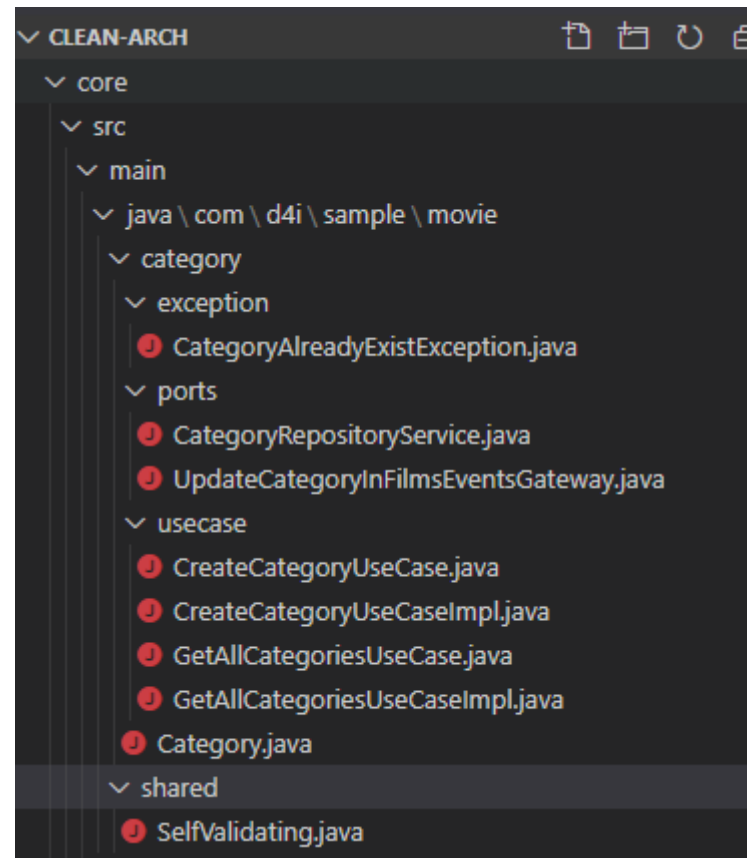 CLEAN-ARCH
core
src
main
java \ com \ d4i \ sample \ movie
category
exception
J CategoryAlreadyExistException.java
ports
J CategoryRepositoryService.java
J UpdateCategoryInFilmsEventsGateway.java
usecase
J CreateCategoryUseCase.java
J CreateCategoryUseCaseImpl.java
J GetAllCategoriesUseCase.java
J GetAllCategoriesUseCaseImpl.java
J Category.java
shared
J SelfValidating.java